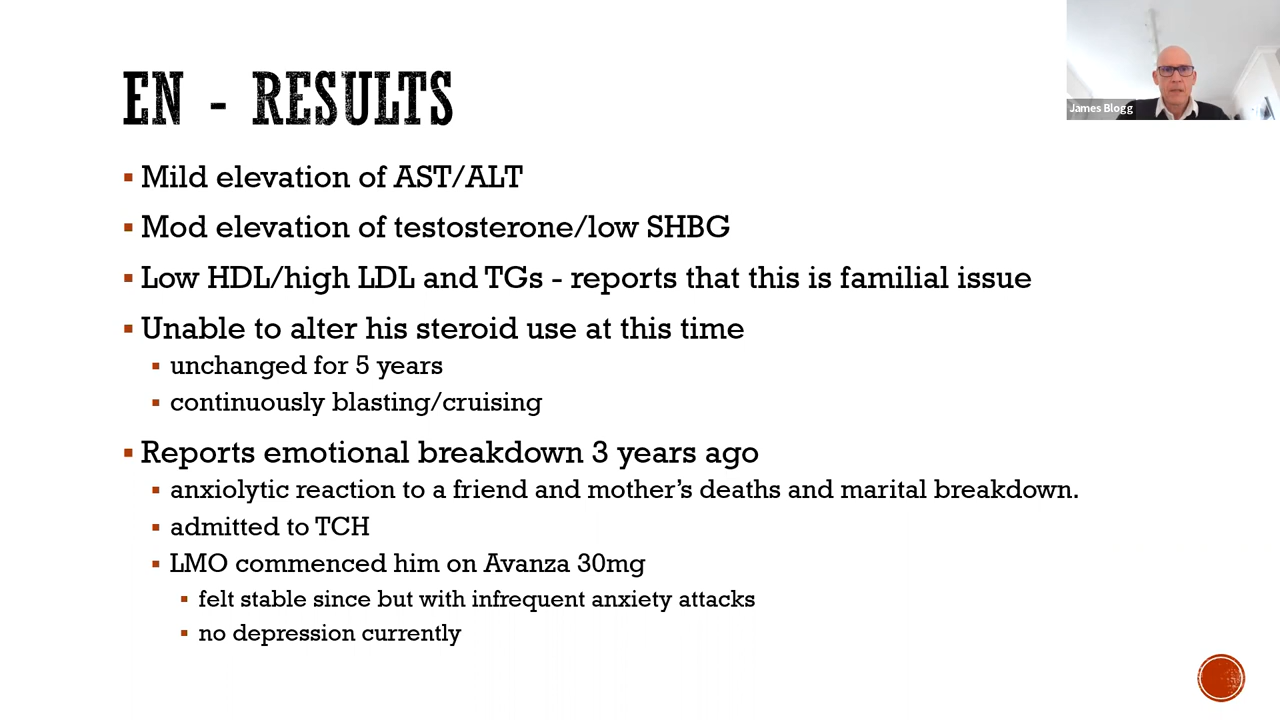 EN - RESULTS
James Blogg
Mild elevation of AST/ALT
Mod elevation of testosterone/low SHBG
Low HDL/high LDL and TGs - reports that this is familial issue
Unable to alter his steroid use at this time
unchanged for 5 years
continuously blasting/cruising
Reports emotional breakdown 3 years ago
anxiolytic reaction to a friend and mother’s deaths and marital breakdown.
admitted to TCH
LMO commenced him on Avanza 30mg
felt stable since but with infrequent anxiety attacks
no depression currently